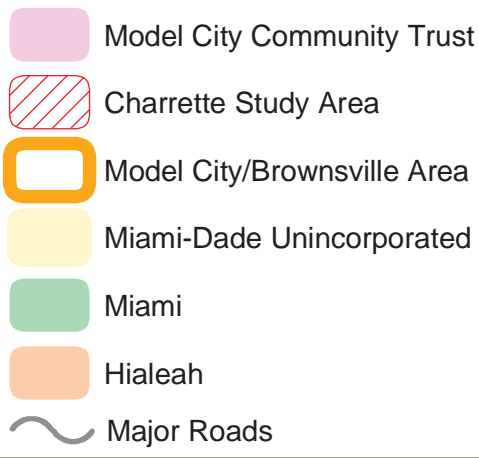 Model City Community Trust
Charrette Study Area
Model City/Brownsville Area
Miami-Dade Unincorporated
Miami
Hialeah
Major Roads